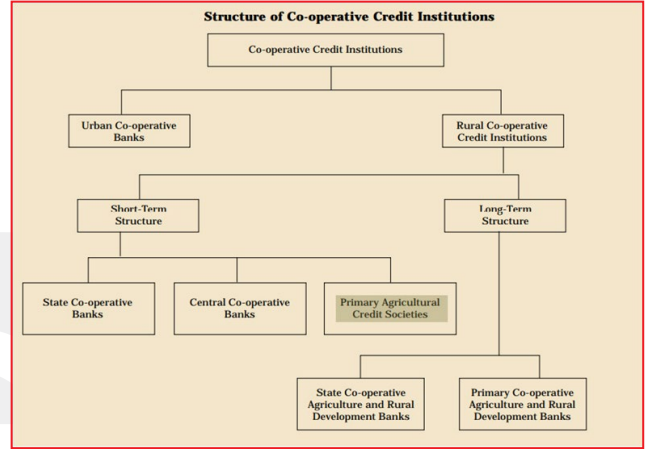 Structure of Co-operative Credit Institutions
Co-operative Credit Institutions
Urban Co-operative
Banks
Rural Co-operative
Credit Institutions
Short-Term
Structure
Long-Term
Structure
State Co-operative
Banks
Central Co-operative
Banks
Primary Agricultural
Credit Societies
State Co-operative
Agriculture and Rural
Development Banks
Primary Co-operative
Agriculture and Rural
Development Banks